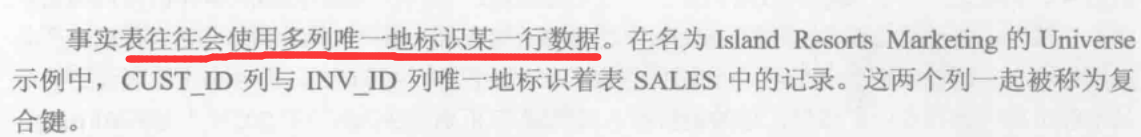 事实表往往会使用多列唯一地标识某一行数据。在名为 Island Resorts Marketing 的 Universe
示例中，CUST_ID 列与 INV_ID 列唯一地标识着表 SALES 中的记录。这两个列一起被称为复
合键。